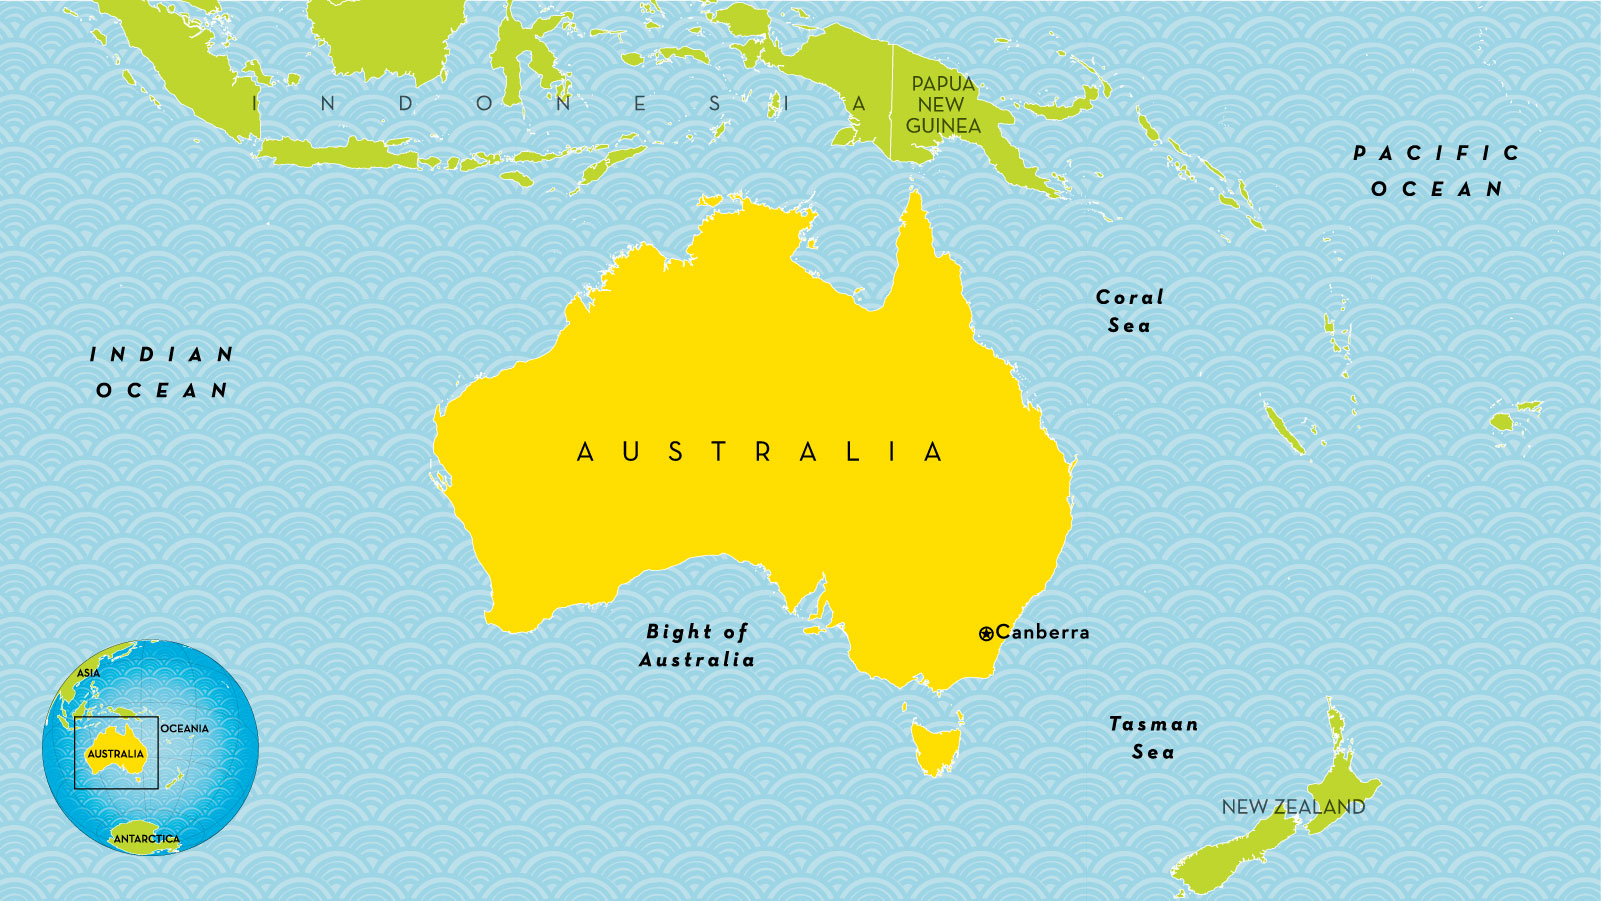 I N D O N E S I A
PAPUA
NEW
GUINEA
PACIFIC
OCEAN
Coral
Sea
INDIAN
OCEAN
AUSTRALIA
Bight of
Australia
Canberra
Tasman
Sea
NEW ZEALAND
ASIA
OCEANIA
AUSTRALIA
ANTARCTICA